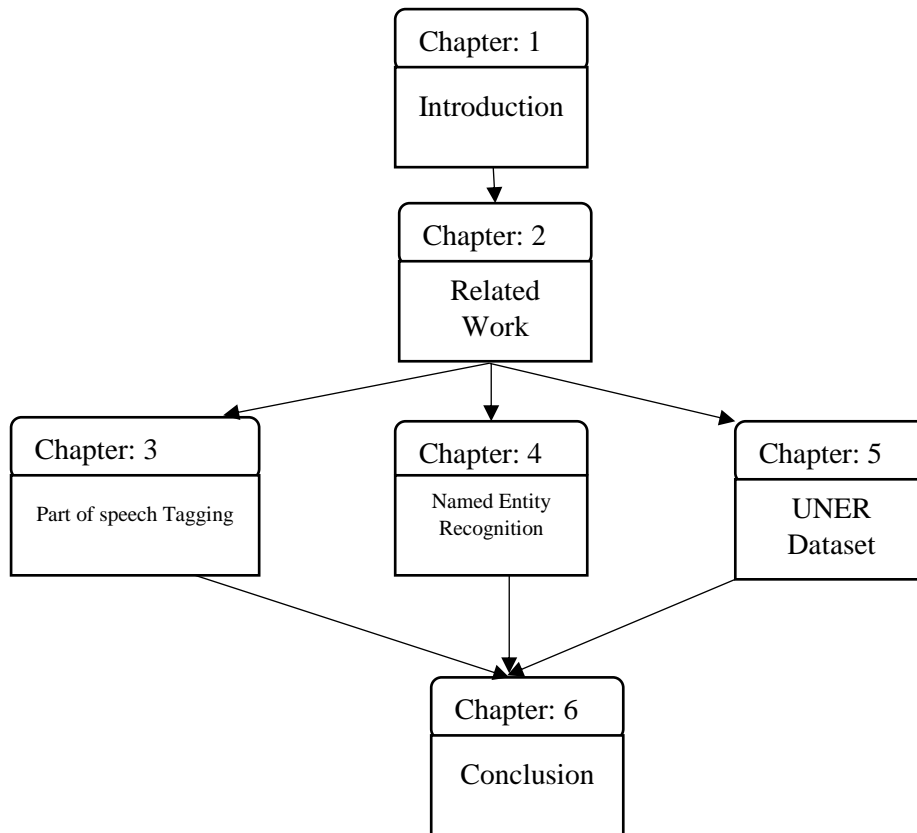 Chapter: 1
Introduction
Chapter: 2
Related
Work
Chapter: 3
Part of speech Tagging
Chapter: 4
Named Entity
Recognition
Chapter: 5
UNER
Dataset
Chapter: 6
Conclusion